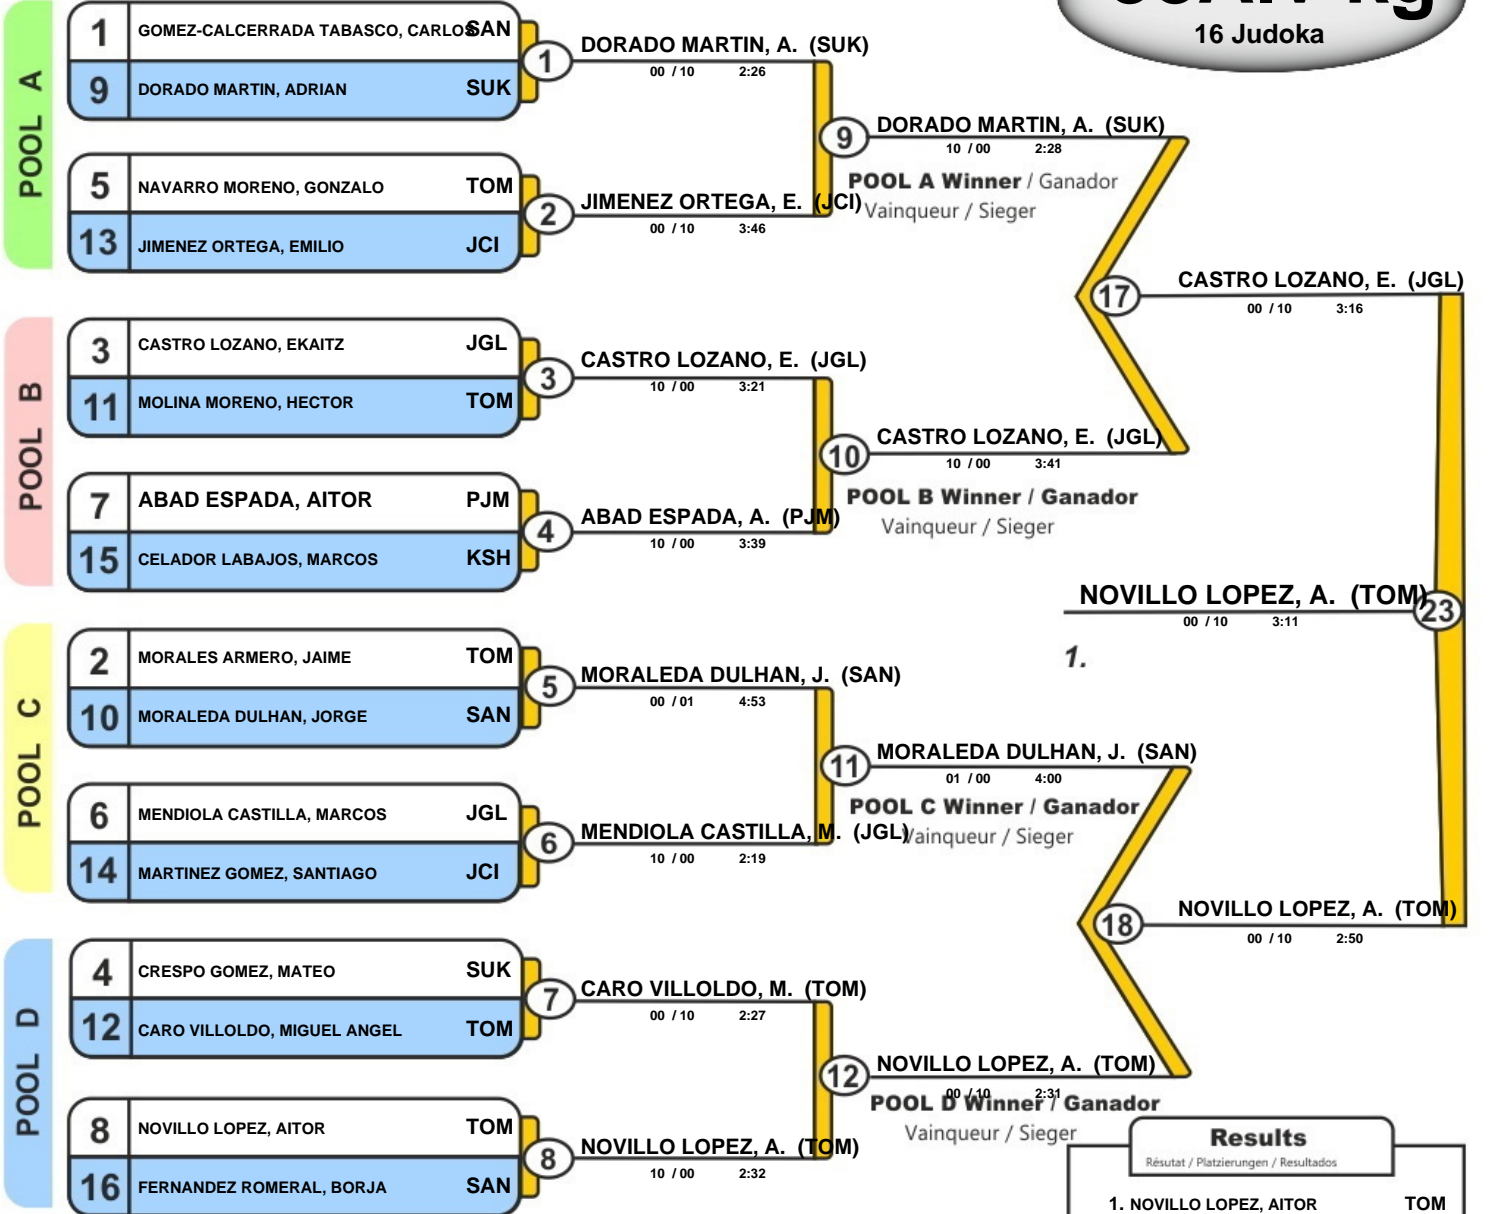 16 Judoka
POOL A
1 GOMEZ-CALCERRADA TABASCO, CARLOS SAN
9 DORADO MARTIN, ADRIAN SUK
1 DORADO MARTIN, A. (SUK)
00 / 10 2:26
5 NAVARRO MORENO, GONZALO TOM
13 JIMENEZ ORTEGA, EMILIO JCI
2 JIMENEZ ORTEGA, E. (JCI)
00 / 10 3:46
9 DORADO MARTIN, A. (SUK)
10 / 00 2:28
POOL A Winner / Ganador
Vainqueur / Sieger
POOL B
3 CASTRO LOZANO, EKAITZ JGL
11 MOLINA MORENO, HECTOR TOM
3 CASTRO LOZANO, E. (JGL)
10 / 00 3:21
7 ABAD ESPADA, AITOR PJM
15 CELADOR LABAJOS, MARCOS KSH
4 ABAD ESPADA, A. (PJM)
10 / 00 3:39
10 CASTRO LOZANO, E. (JGL)
10 / 00 3:41
POOL B Winner / Ganador
Vainqueur / Sieger
17 CASTRO LOZANO, E. (JGL)
00 / 10 3:16
NOVILLO LOPEZ, A. (TOM) 23
00 / 10 3:11
1.
POOL C
2 MORALES ARMERO, JAIME TOM
10 MORALEDA DULHAN, JORGE SAN
5 MORALEDA DULHAN, J. (SAN)
00 / 01 4:53
6 MENDIOLA CASTILLA, MARCOS JGL
14 MARTINEZ GOMEZ, SANTIAGO JCI
6 MENDIOLA CASTILLA, M. (JGL)
10 / 00 2:19
11 MORALEDA DULHAN, J. (SAN)
01 / 00 4:00
POOL C Winner / Ganador
Vainqueur / Sieger
POOL D
4 CRESPO GOMEZ, MATEO SUK
12 CARO VILLOLDO, MIGUEL ANGEL TOM
7 CARO VILLOLDO, M. (TOM)
00 / 10 2:27
8 NOVILLO LOPEZ, AITOR TOM
16 FERNANDEZ ROMERAL, BORJA SAN
8 NOVILLO LOPEZ, A. (TOM)
10 / 00 2:32
12 NOVILLO LOPEZ, A. (TOM)
00 / 10 2:31
POOL D Winner / Ganador
Vainqueur / Sieger
18 NOVILLO LOPEZ, A. (TOM)
00 / 10 2:50
Results
Résutat / Platzierungen / Resultados
1. NOVILLO LOPEZ, AITOR TOM